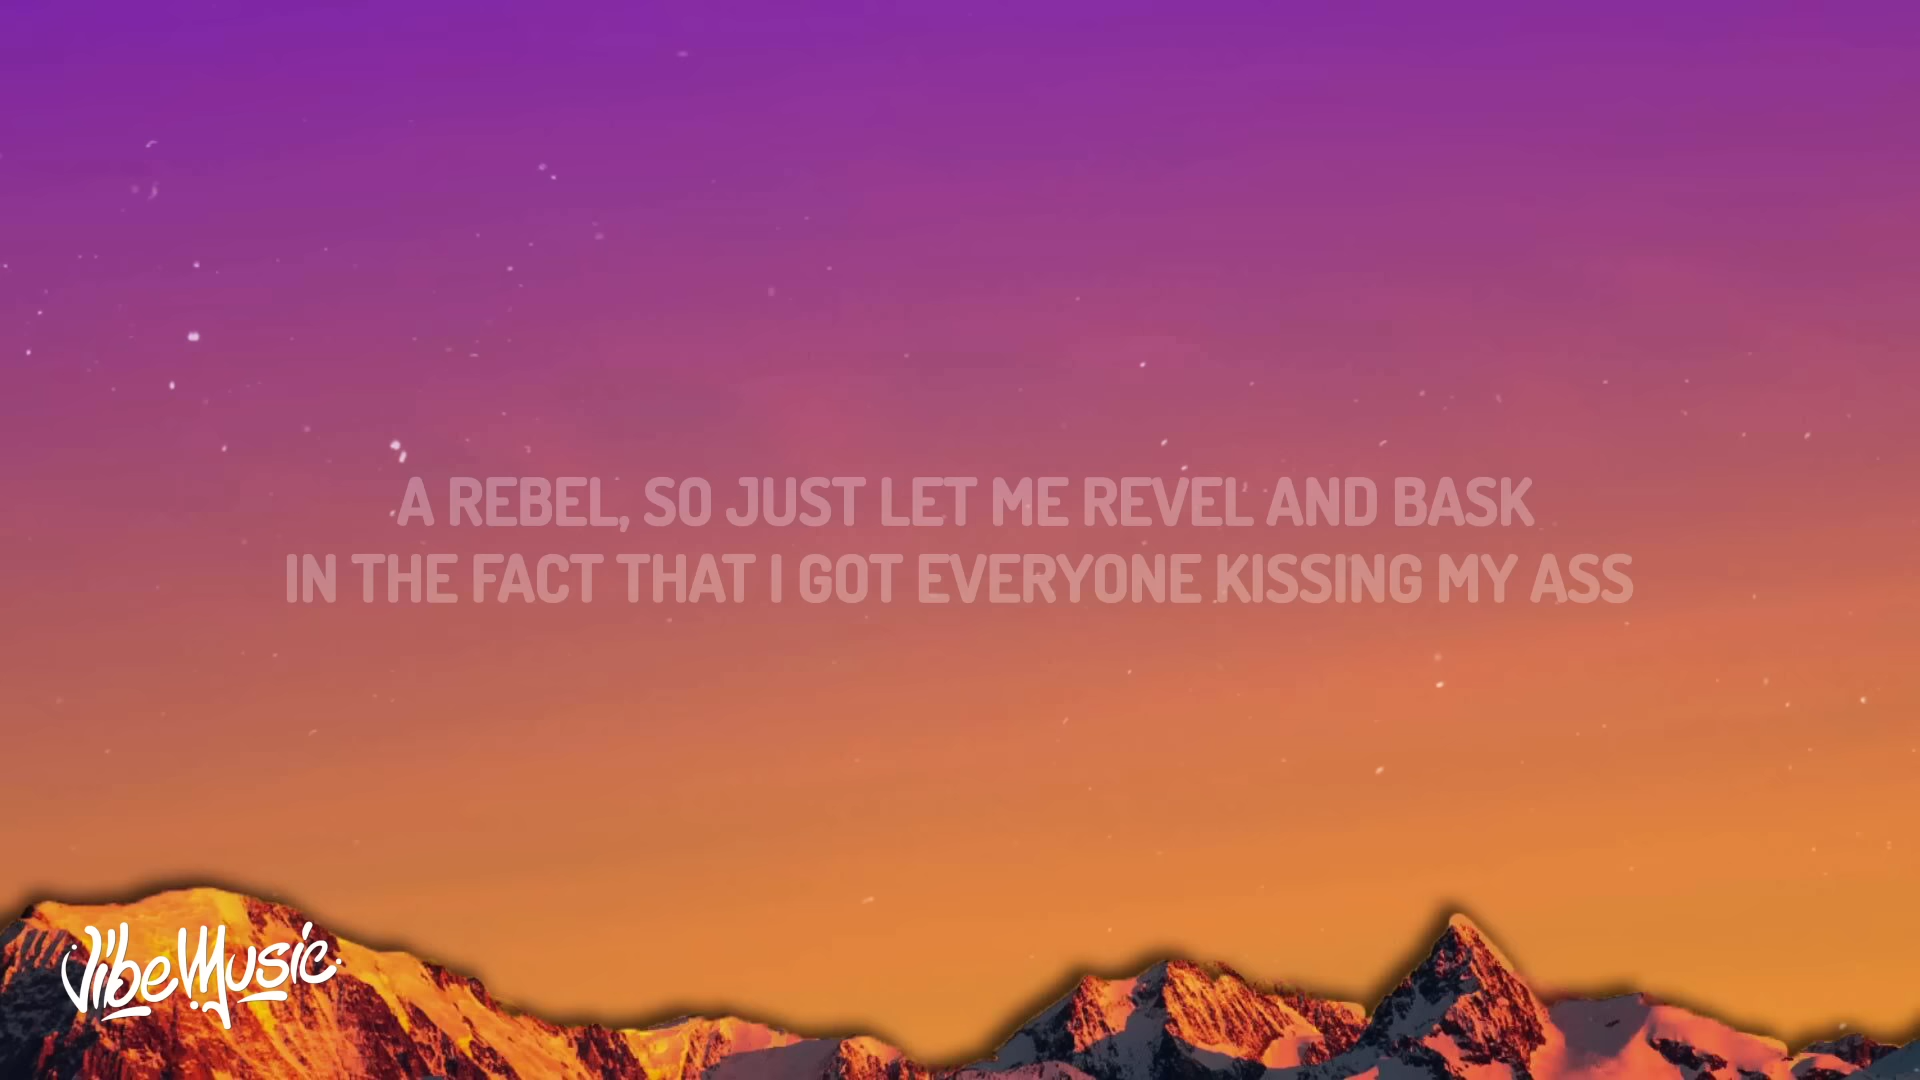 A REBEL, SO JUST LET ME REVEL AND BASK
IN THE FACT THAT I GOT EVERYONE KISSING MY ASS
VibeMusic